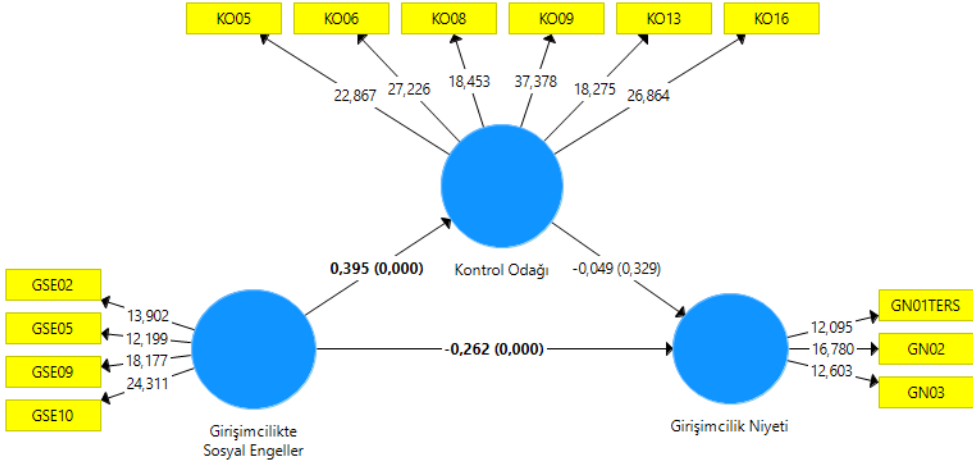 KO05
KO06
KO08
KO09
KO13
KO16
22,867
27,226
18,453
37,378
18,275
26,864
0,395 (0,000)
Kontrol Odağı
-0,049 (0,329)
GSE02
GSE05
GSE09
GSE10
13,902
12,199
18,177
24,311
-0,262 (0,000)
12,095
16,780
12,603
GN01TERS
GN02
GN03
Girişimcilikte
Sosyal Engeller
Girişimcilik Niyeti